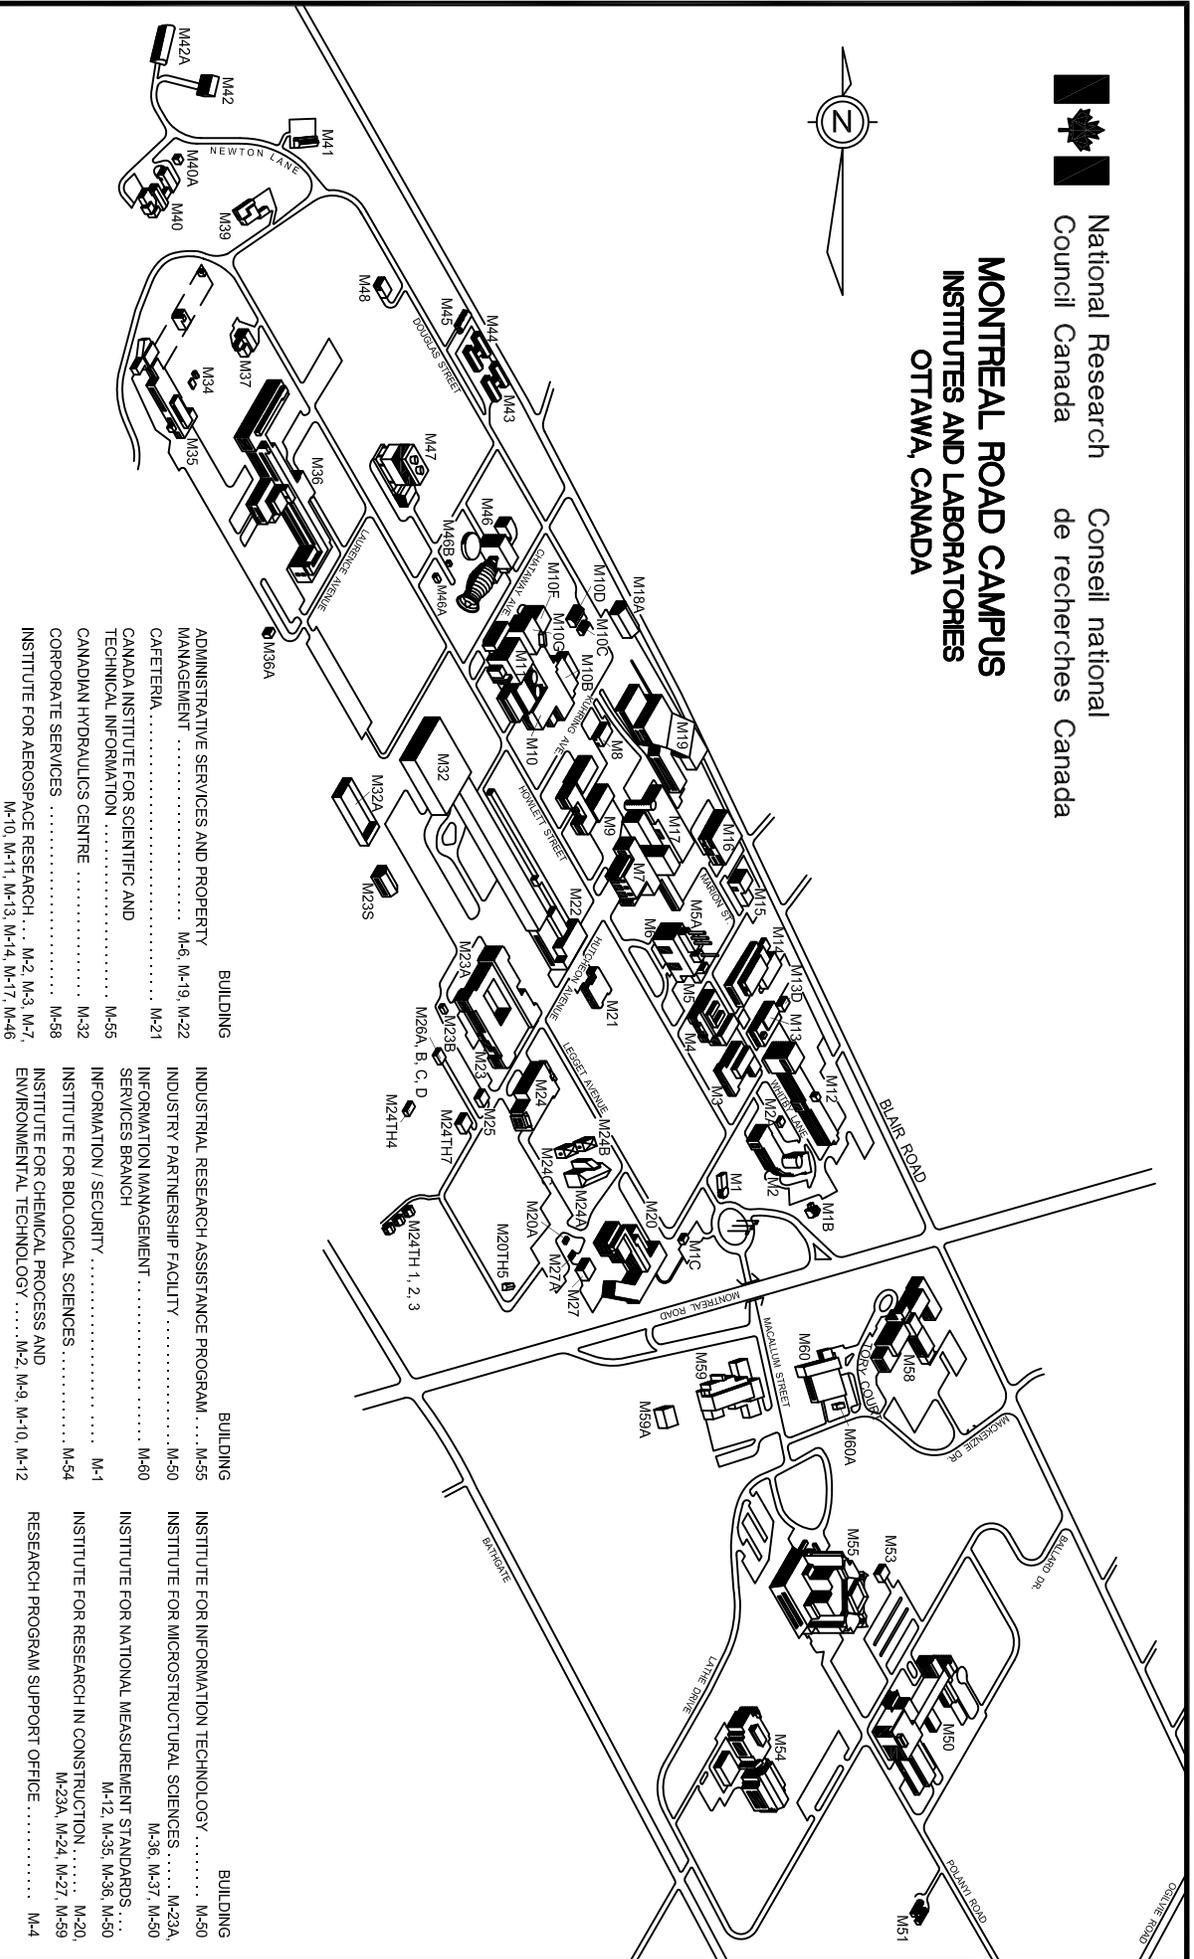 National Research Conseil national
Council Canada de recherches Canada
MONTREAL ROAD CAMPUS
INSTITUTES AND LABORATORIES
OTTAWA, CANADA
N
M42A
M42
M41
NEWTON LANE
M40A
M40
M39
M48
M45
M44
M43
DOUGLAS STREET
M37
M34
M35
M36
M47
M46
M46B
M46A
LAURENCE AVENUE
M36A
CHATAWAY AVE.
M10F
M10D
M10C
M10G
M10B
M18A
M11
M10
KUHRING AVE.
M8
M19
M32
M32A
M23S
HOWLETT STREET
M9
M17
M7
M16
MARION ST.
M15
M22
HUTCHEON AVENUE
M21
M6
M5A
M5
M4
M14
M13D
M13
M3
M12
WHITBY LANE
M2A
M2
M1B
M1
M1C
BLAIR ROAD
M23A
M23B
M23
M26A, B, C, D
M25
M24
LEGGET AVENUE
M24B
M24C
M24A
M24TH4
M24TH7
M24TH 1, 2, 3
M20
M20A
M20TH5
M27A
M27
MONTREAL ROAD
MACALLUM STREET
M60
M60A
M59
M59A
M58
TORY COURT
MACKENZIE DR.
BALLARD DR.
BATHGATE
M55
M53
M50
M54
LATHE DRIVE
POLANYI ROAD
M51
OGILVIE ROAD
BUILDING
ADMINISTRATIVE SERVICES AND PROPERTY
MANAGEMENT . . . . . . . . . . . . . . . . . . . . M-6, M-19, M-22
CAFETERIA . . . . . . . . . . . . . . . . . . . . . . . . . . . . . . M-21
CANADA INSTITUTE FOR SCIENTIFIC AND
TECHNICAL INFORMATION . . . . . . . . . . . . . . . . . . M-55
CANADIAN HYDRAULICS CENTRE . . . . . . . . . . . . M-32
CORPORATE SERVICES . . . . . . . . . . . . . . . . . . . . M-58
INSTITUTE FOR AEROSPACE RESEARCH . . . M-2, M-3, M-7,
M-10, M-11, M-13, M-14, M-17, M-46
BUILDING
INDUSTRIAL RESEARCH ASSISTANCE PROGRAM . . . M-55
INDUSTRY PARTNERSHIP FACILITY . . . . . . . . . . . . . M-50
INFORMATION MANAGEMENT . . . . . . . . . . . . . . . . . M-60
SERVICES BRANCH
INFORMATION / SECURITY . . . . . . . . . . . . . . . . . . . M-1
INSTITUTE FOR BIOLOGICAL SCIENCES . . . . . . . . . . M-54
INSTITUTE FOR CHEMICAL PROCESS AND
ENVIRONMENTAL TECHNOLOGY . . . . M-2, M-9, M-10, M-12
BUILDING
INSTITUTE FOR INFORMATION TECHNOLOGY . . . . . . . M-50
INSTITUTE FOR MICROSTRUCTURAL SCIENCES . . . . . M-23A,
M-36, M-37, M-50
INSTITUTE FOR NATIONAL MEASUREMENT STANDARDS . . .
M-12, M-35, M-36, M-50
INSTITUTE FOR RESEARCH IN CONSTRUCTION . . . . . . M-20,
M-23A, M-24, M-27, M-59
RESEARCH PROGRAM SUPPORT OFFICE . . . . . . . . . . M-4